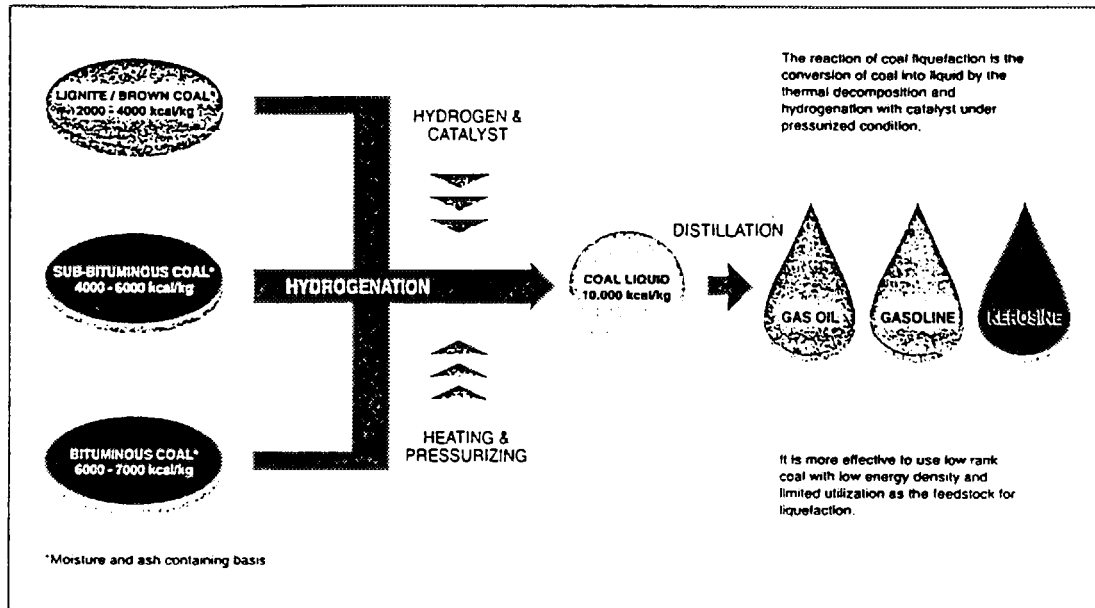 LIGNITE / BROWN COAL*
2000 - 4000 kcal/kg
HYDROGEN &
CATALYST
The reaction of coal liquefaction is the
conversion of coal into liquid by the
thermal decomposition and
hydrogenation with catalyst under
pressurized condition.
SUB-BITUMINOUS COAL*
4000 - 6000 kcal/kg
HYDROGENATION
COAL LIQUID
10,000 kcal/kg
DISTILLATION
GAS OIL
GASOLINE
KEROSINE
BITUMINOUS COAL*
6000 - 7000 kcal/kg
HEATING &
PRESSURIZING
It is more effective to use low rank
coal with low energy density and
limited utilization as the feedstock for
liquefaction.
*Moisture and ash containing basis